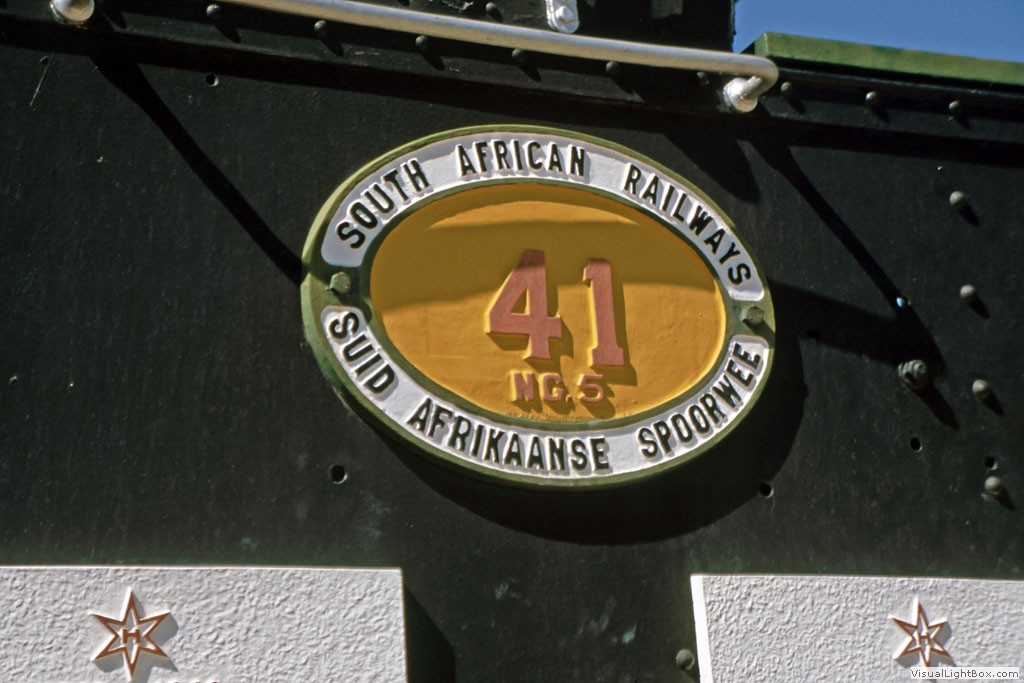 SOUTH AFRICAN RAILWAYS
41
NG.5
SUID AFRIKAANSE SPOORWEE
H
H
VisualLightBox.com